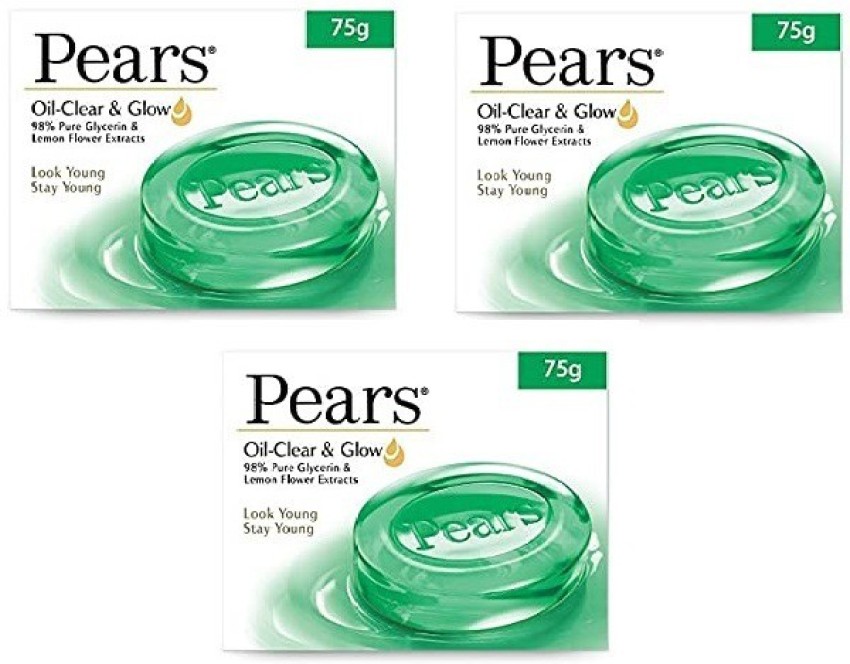 75g
Pears®
Oil-Clear & Glow
98% Pure Glycerin &
Lemon Flower Extracts
Look Young
Stay Young
Pears
75g
Pears®
Oil-Clear & Glow
98% Pure Glycerin &
Lemon Flower Extracts
Look Young
Stay Young
Pears
75g
Pears®
Oil-Clear & Glow
98% Pure Glycerin &
Lemon Flower Extracts
Look Young
Stay Young
Pears